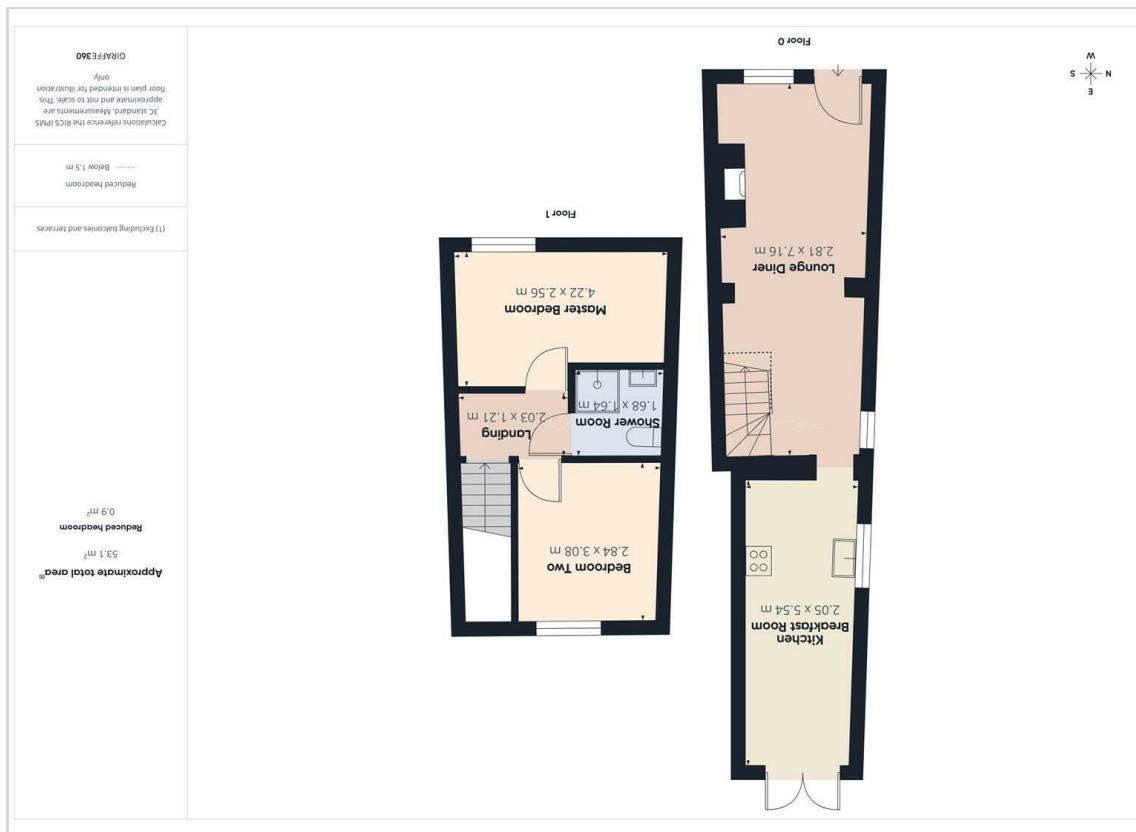 Kitchen
Breakfast Room
2.05 x 5.54 m
Lounge Diner
2.81 x 7.16 m
Floor 0
Bedroom Two
2.84 x 3.08 m
Landing
2.03 x 1.21 m
Shower Room
1.68 x 1.64 m
Master Bedroom
4.22 x 2.56 m
Floor 1
E
N S
W
Approximate total area⁽¹⁾
53.1 m²
Reduced headroom
0.9 m²
(1) Excluding balconies and terraces
Reduced headroom
Below 1.5 m
Calculations reference the RICS IPMS
3C standard. Measurements are
approximate and not to scale. This
floor plan is intended for illustration
only.
GIRAFFE360